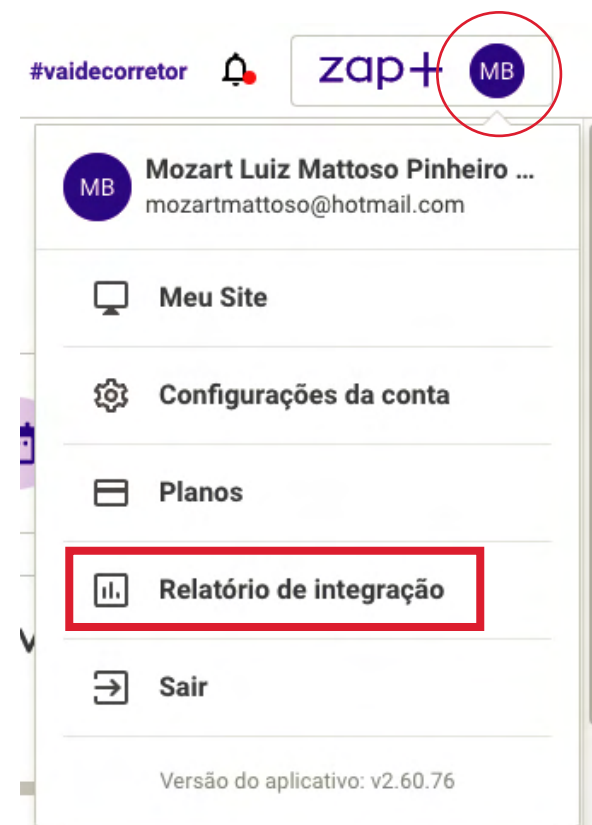 #vaidecorretor
zap+ MB
MB
Mozart Luiz Mattoso Pinheiro ...
mozartmattoso@hotmail.com
Meu Site
Configurações da conta
Planos
Relatório de integração
Sair
Versão do aplicativo: v2.60.76